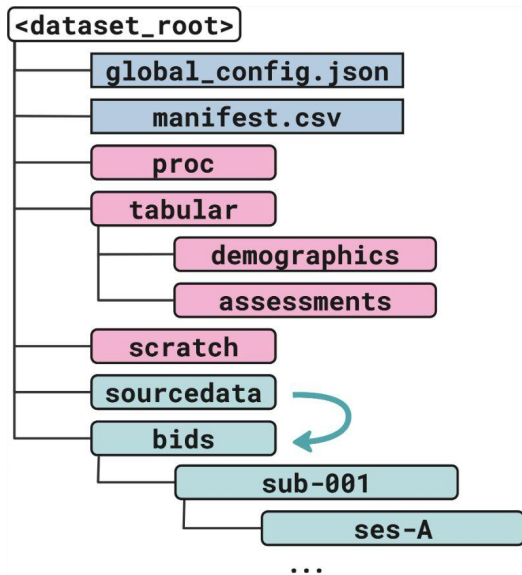 <dataset_root>
global_config.json
manifest.csv
proc
tabular
demographics
assessments
scratch
sourcedata
bids
sub-001
ses-A
...